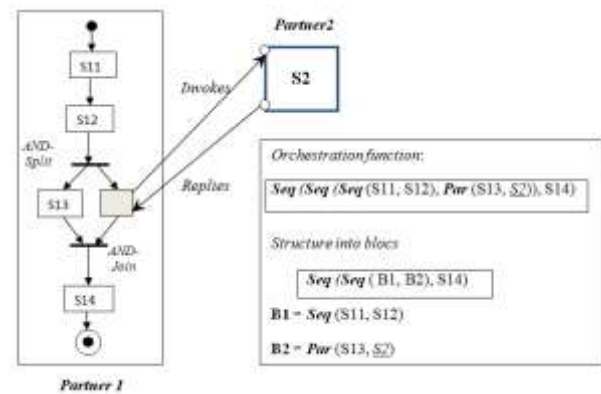 Partner2
S11
S2
Invokes
S12
AND-
Split
Replies
S13
AND-
Join
S14
Partner 1
Orchestration function:
Seq (Seq (Seq (S11, S12), Par (S13, S2)), S14)
Structure into blocs
Seq (Seq ( B1, B2), S14)
B1 = Seq (S11, S12)
B2 = Par (S13, S2)